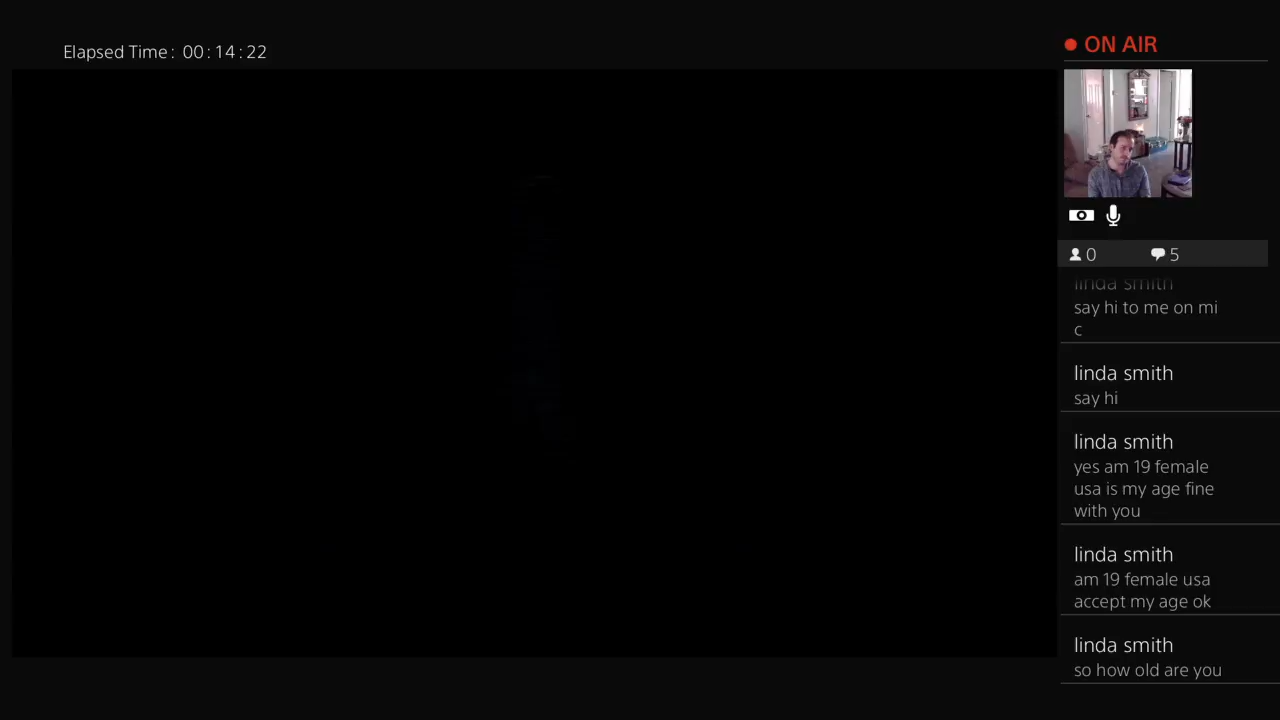 Elapsed Time: 00:14:22
ON AIR
0 5
linda smith
say hi to me on mi
c
linda smith
say hi
linda smith
yes am 19 female
usa is my age fine
with you
linda smith
am 19 female usa
accept my age ok
linda smith
so how old are you